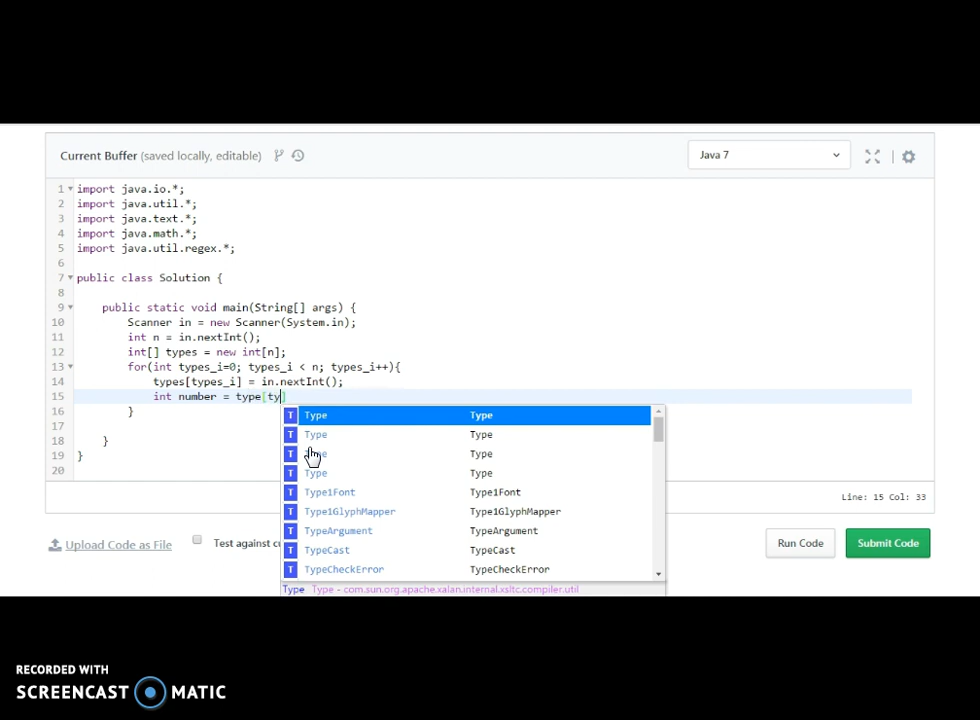 Current Buffer (saved locally, editable)
Java 7
1 import java.io.*;
2 import java.util.*;
3 import java.text.*;
4 import java.math.*;
5 import java.util.regex.*;
6
7 public class Solution {
8
9 public static void main(String[] args) {
10 Scanner in = new Scanner(System.in);
11 int n = in.nextInt();
12 int[] types = new int[n];
13 for(int types_i=0; types_i < n; types_i++){
14 types[types_i] = in.nextInt();
15 int number = type[ty]
16 }
17
18 }
19 }
20
T Type Type
T Type Type
T Type
T Type Type
T Type1Font Type1Font
T Type1GlyphMapper Type1GlyphMapper
T TypeArgument TypeArgument
T TypeCast TypeCast
T TypeCheckError TypeCheckError
Type Type - com.sun.org.apache.xalan.internal.xsltc.compiler.util
Line: 15 Col: 33
Upload Code as File
Test against cu
Run Code
Submit Code
RECORDED WITH
SCREENCAST MATIC